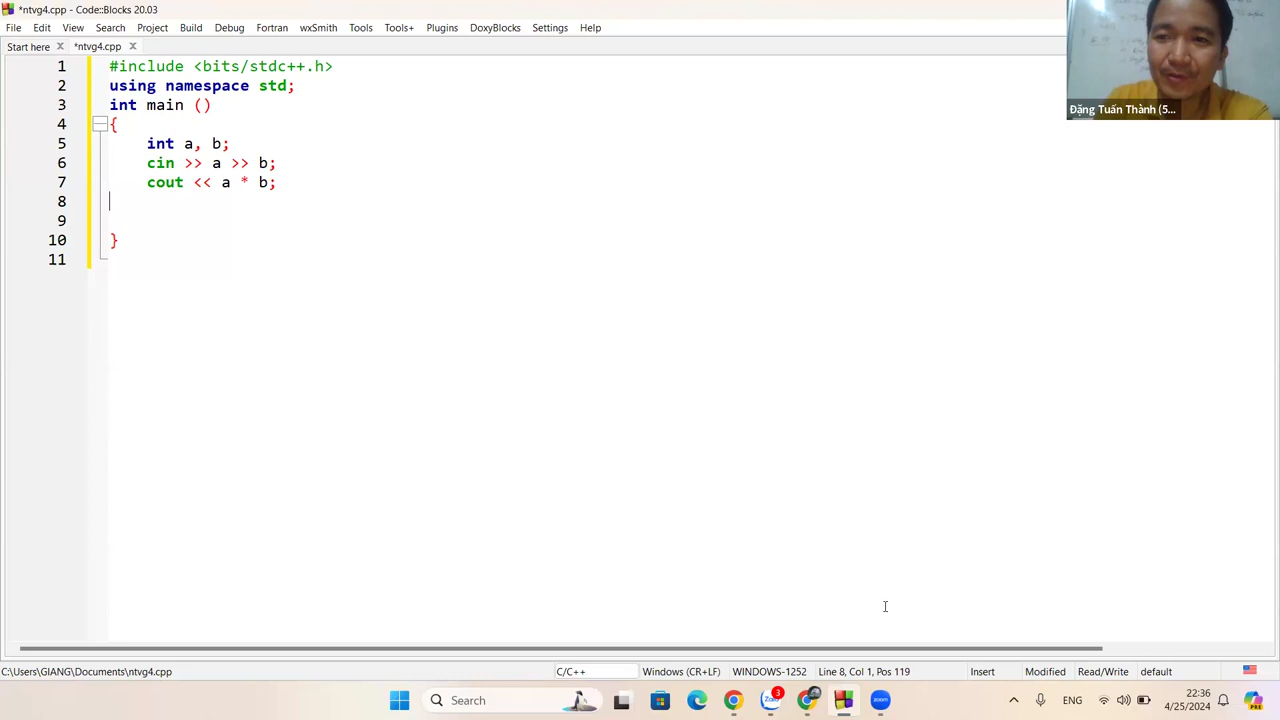 *ntvg4.cpp - Code::Blocks 20.03
File Edit View Search Project Build Debug Fortran wxSmith Tools Tools+ Plugins DoxyBlocks Settings Help
Start here *ntvg4.cpp
1 #include <bits/stdc++.h>
2 using namespace std;
3 int main ()
4 {
5 int a, b;
6 cin >> a >> b;
7 cout << a * b;
8
9
10 }
11
Đặng Tuấn Thành (5...
C:\Users\GIANG\Documents\ntvg4.cpp C/C++ Windows (CR+LF) WINDOWS-1252 Line 8, Col 1, Pos 119 Insert Modified Read/Write default
Search Zalo 3 zoom ENG 22:36
4/25/2024 PRE